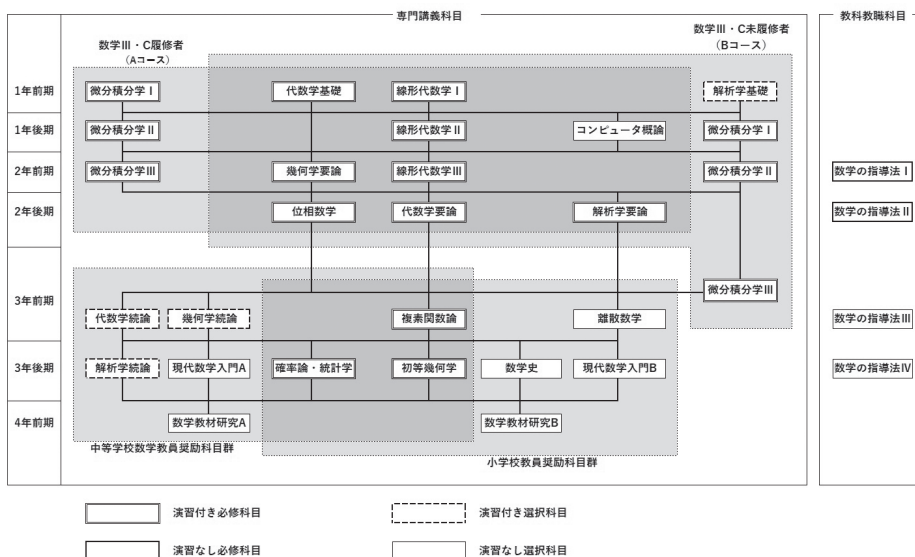 専門講義科目
教科教職科目
数学Ⅲ・C履修者
（Aコース）
数学Ⅲ・C未履修者
（Bコース）
1年前期
微分積分学Ⅰ
代数学基礎
線形代数学Ⅰ
解析学基礎
1年後期
微分積分学Ⅱ
線形代数学Ⅱ
コンピュータ概論
微分積分学Ⅰ
2年前期
微分積分学Ⅲ
幾何学要論
線形代数学Ⅲ
微分積分学Ⅱ
数学の指導法Ⅰ
2年後期
位相数学
代数学要論
解析学要論
数学の指導法Ⅱ
3年前期
微分積分学Ⅲ
代数学続論
幾何学続論
複素関数論
離散数学
数学の指導法Ⅲ
3年後期
解析学続論
現代数学入門A
確率論・統計学
初等幾何学
数学史
現代数学入門B
数学の指導法Ⅳ
4年前期
数学教材研究A
数学教材研究B
中等学校数学教員奨励科目群
小学校教員奨励科目群
演習付き必修科目
演習付き選択科目
演習なし必修科目
演習なし選択科目